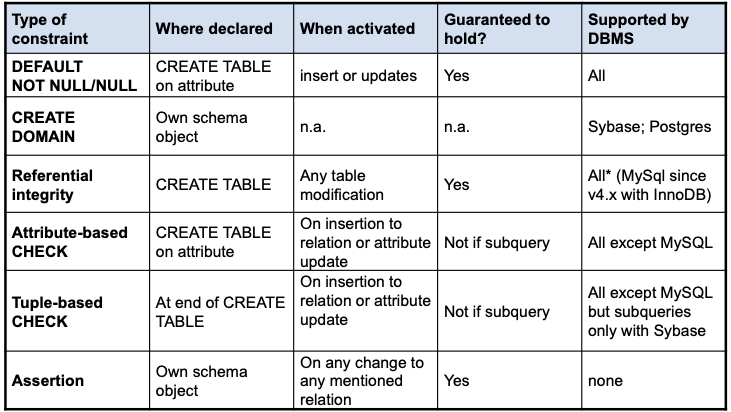 Type of
constraint
Where declared
When activated
Guaranteed to
hold?
Supported by
DBMS
DEFAULT
NOT NULL/NULL
CREATE TABLE
on attribute
insert or updates
Yes
All
CREATE
DOMAIN
Own schema
object
n.a.
n.a.
Sybase; Postgres
Referential
integrity
CREATE TABLE
Any table
modification
Yes
All* (MySql since
v4.x with InnoDB)
Attribute-based
CHECK
CREATE TABLE
on attribute
On insertion to
relation or attribute
update
Not if subquery
All except MySQL
Tuple-based
CHECK
At end of CREATE
TABLE
On insertion to
relation or attribute
update
Not if subquery
All except MySQL
but subqueries
only with Sybase
Assertion
Own schema
object
On any change to
any mentioned
relation
Yes
none